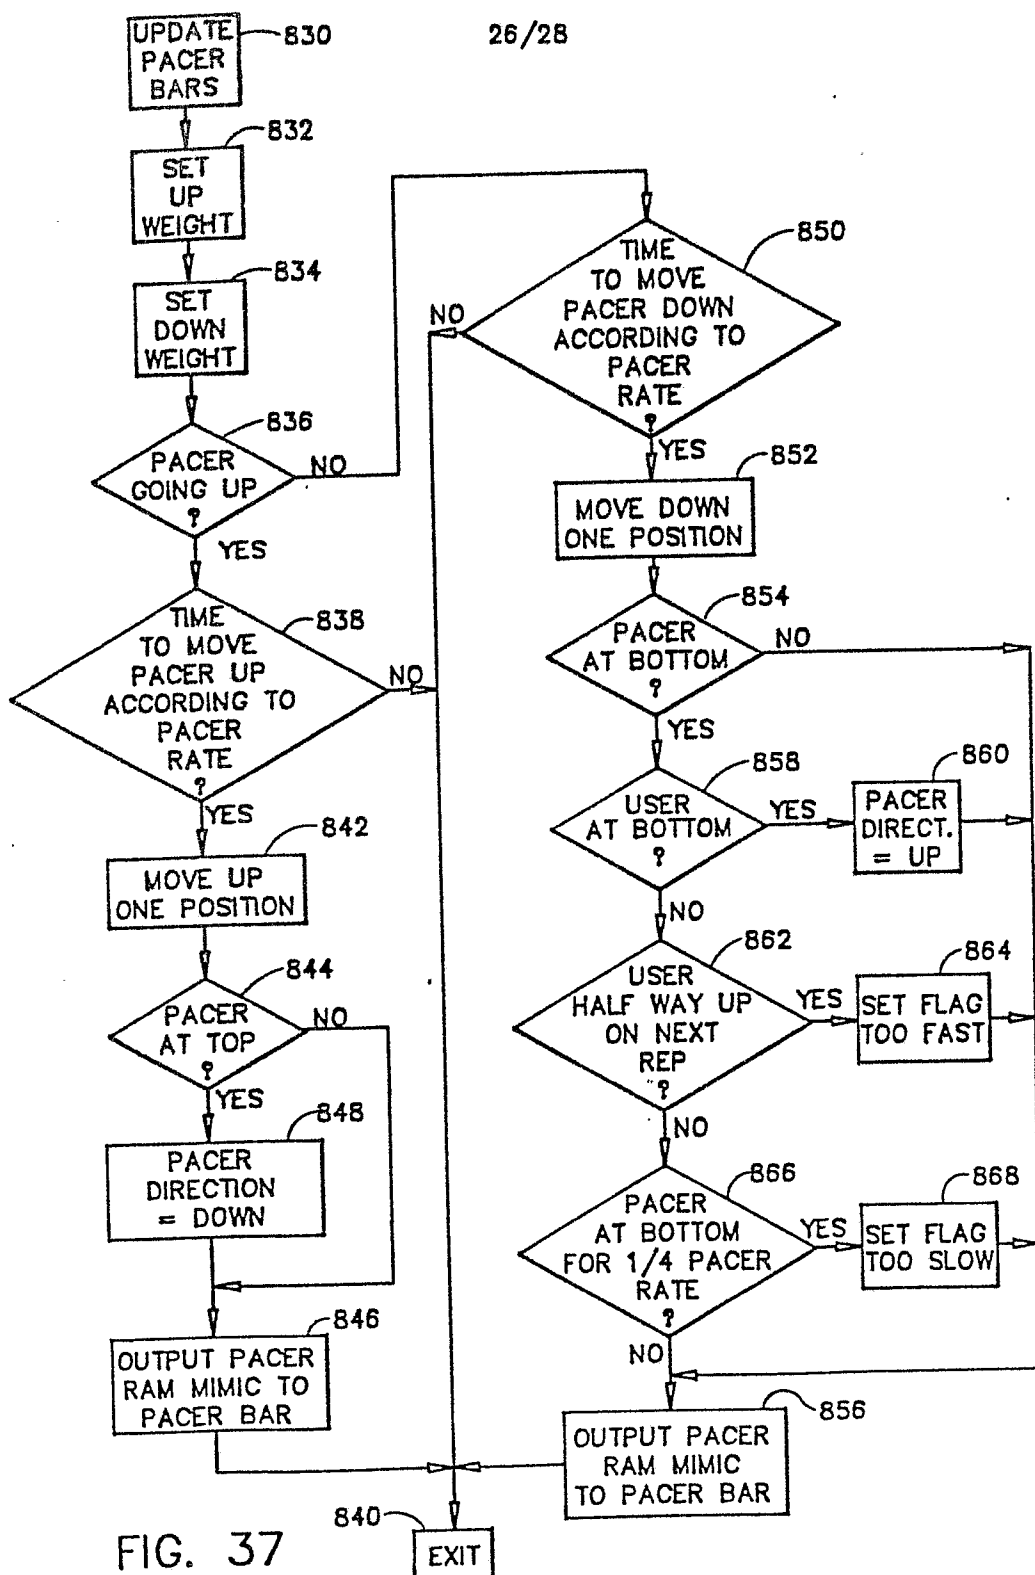 26/28
UPDATE
PACER
BARS
830
832
SET
UP
WEIGHT
834
SET
DOWN
WEIGHT
836
PACER
GOING UP
?
NO
YES
838
TIME
TO MOVE
PACER UP
ACCORDING TO
PACER
RATE
?
NO
YES
842
MOVE UP
ONE POSITION
844
PACER
AT TOP
?
NO
YES
848
PACER
DIRECTION
= DOWN
846
OUTPUT PACER
RAM MIMIC TO
PACER BAR
850
TIME
TO MOVE
PACER DOWN
ACCORDING TO
PACER
RATE
?
NO
YES
852
MOVE DOWN
ONE POSITION
854
PACER
AT BOTTOM
?
NO
YES
858
USER
AT BOTTOM
?
YES
860
PACER
DIRECT.
= UP
NO
862
USER
HALF WAY UP
ON NEXT
REP
?
YES
864
SET FLAG
TOO FAST
NO
866
PACER
AT BOTTOM
FOR 1/4 PACER
RATE
?
YES
868
SET FLAG
TOO SLOW
NO
856
OUTPUT PACER
RAM MIMIC
TO PACER BAR
840
EXIT
FIG. 37